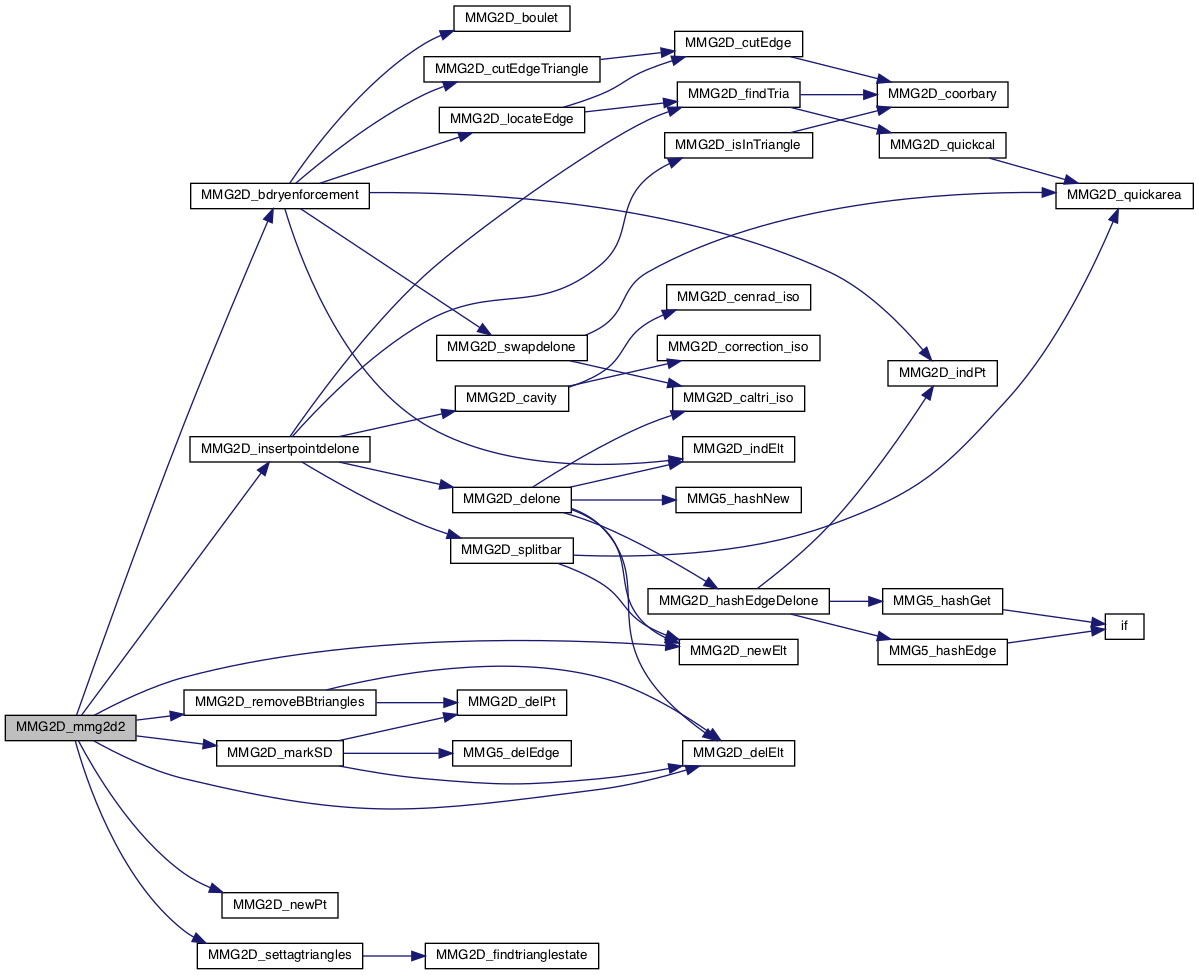 MMG2D_boulet
MMG2D_cutEdge
MMG2D_cutEdgeTriangle
MMG2D_findTria
MMG2D_coorbary
MMG2D_locateEdge
MMG2D_isInTriangle
MMG2D_quickcal
MMG2D_bdryenforcement
MMG2D_quickarea
MMG2D_cenrad_iso
MMG2D_swapdelone
MMG2D_correction_iso
MMG2D_indPt
MMG2D_cavity
MMG2D_caltri_iso
MMG2D_insertpointdelone
MMG2D_indElt
MMG2D_delone
MMG5_hashNew
MMG2D_splitbar
MMG2D_hashEdgeDelone
MMG5_hashGet
if
MMG2D_newElt
MMG5_hashEdge
MMG2D_removeBBtriangles
MMG2D_delPt
MMG2D_mmg2d2
MMG2D_markSD
MMG5_delEdge
MMG2D_delElt
MMG2D_newPt
MMG2D_settagtriangles
MMG2D_findtrianglestate